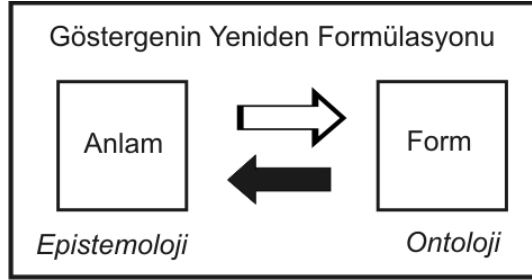 Göstergenin Yeniden Formülasyonu
Anlam
Form
Epistemoloji
Ontoloji